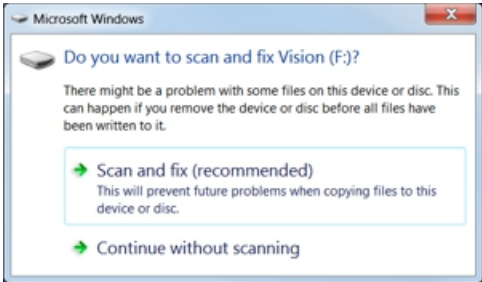 Microsoft Windows
Do you want to scan and fix Vision (F:)?
There might be a problem with some files on this device or disc. This
can happen if you remove the device or disc before all files have
been written to it.
Scan and fix (recommended)
This will prevent future problems when copying files to this
device or disc.
Continue without scanning